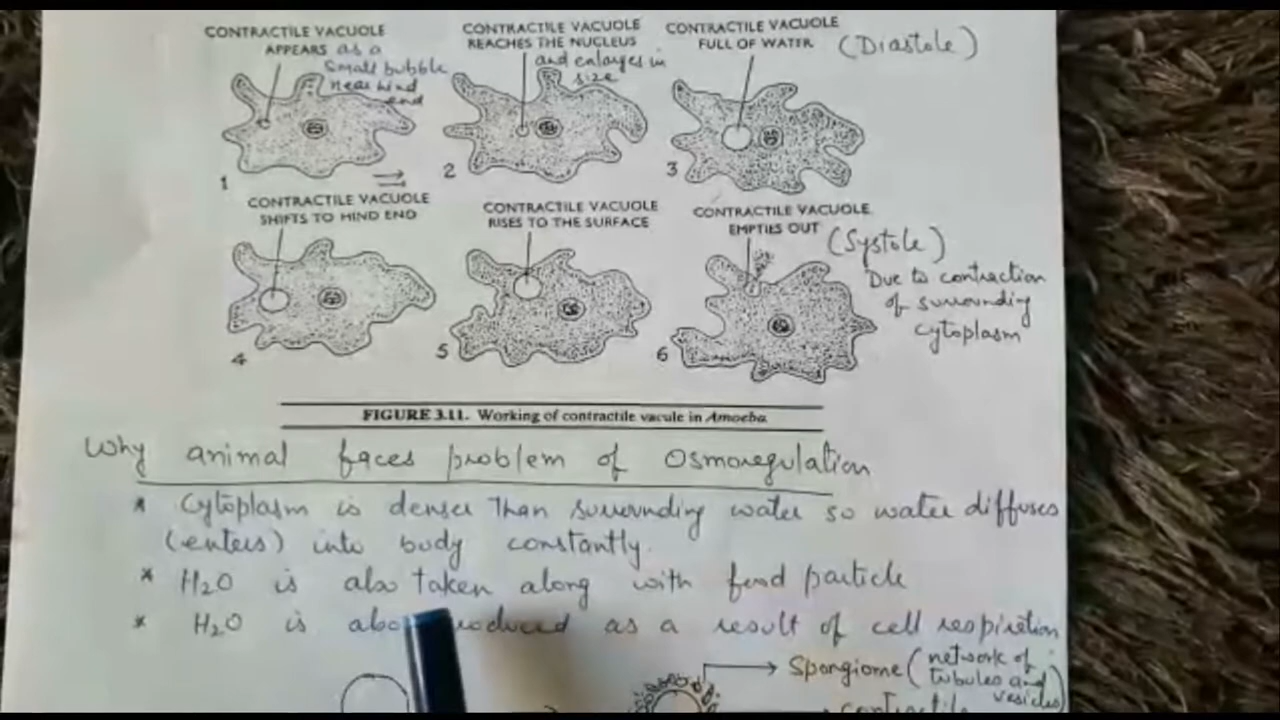 CONTRACTILE VACUOLE
APPEARS as a
small bubble
near hind
end
1
CONTRACTILE VACUOLE
REACHES THE NUCLEUS
and enlarges in
size
2
CONTRACTILE VACUOLE
FULL OF WATER (Diastole)
3
CONTRACTILE VACUOLE
SHIFTS TO HIND END
4
CONTRACTILE VACUOLE
RISES TO THE SURFACE
5
CONTRACTILE VACUOLE
EMPTIES OUT (Systole)
Due to contraction
of surrounding
cytoplasm
6
FIGURE 3.11. Working of contractile vacule in Amoeba
Why animal faces problem of Osmoregulation
* Cytoplasm is denser than surrounding water so water diffuses
(enters) into body constantly.
* H2O is also taken along with food particle
* H2O is also roduced as a result of cell respiration
Spongiome (network of
tubules and
vesicles)
contractile